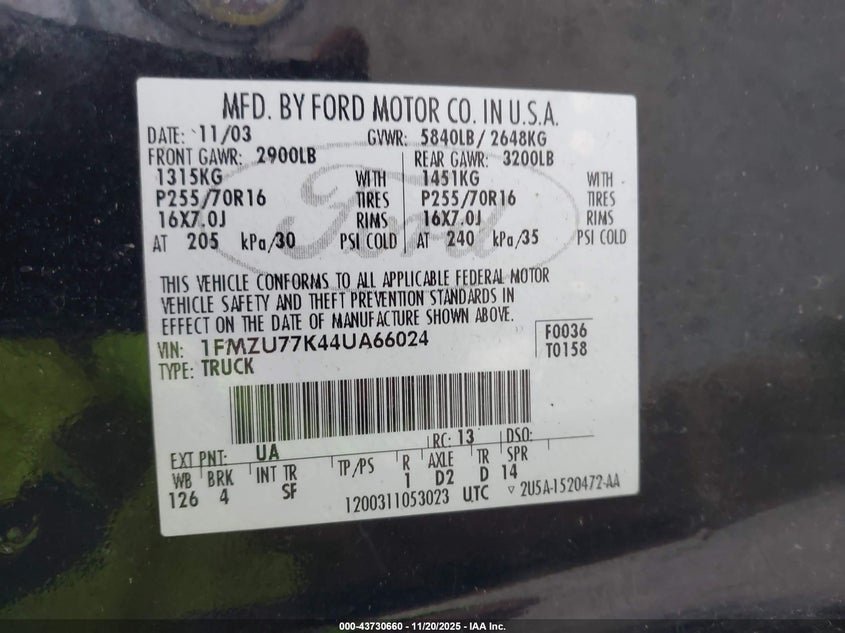 MFD. BY FORD MOTOR CO. IN U.S.A.
DATE: 11/03 GVWR: 5840LB/ 2648KG
FRONT GAWR: 2900LB REAR GAWR: 3200LB
1315KG WITH 1451KG WITH
P255/70R16 TIRES P255/70R16 TIRES
16X7.0J RIMS 16X7.0J RIMS
AT 205 kPa/30 PSI COLD AT 240 kPa/35 PSI COLD
Ford
THIS VEHICLE CONFORMS TO ALL APPLICABLE FEDERAL MOTOR
VEHICLE SAFETY AND THEFT PREVENTION STANDARDS IN
EFFECT ON THE DATE OF MANUFACTURE SHOWN ABOVE.
VIN: 1FMZU77K44UA66024 F0036
TYPE: TRUCK T0158
EXT PNT: UA RC: 13 DSO:
WB BRK INT TR TP/PS R AXLE TR SPR
126 4 SF 1 D2 D 14
1200311053023 UTC ▽ 2U5A-1520472-AA
000-43730660 - 11/20/2025 - IAA Inc.